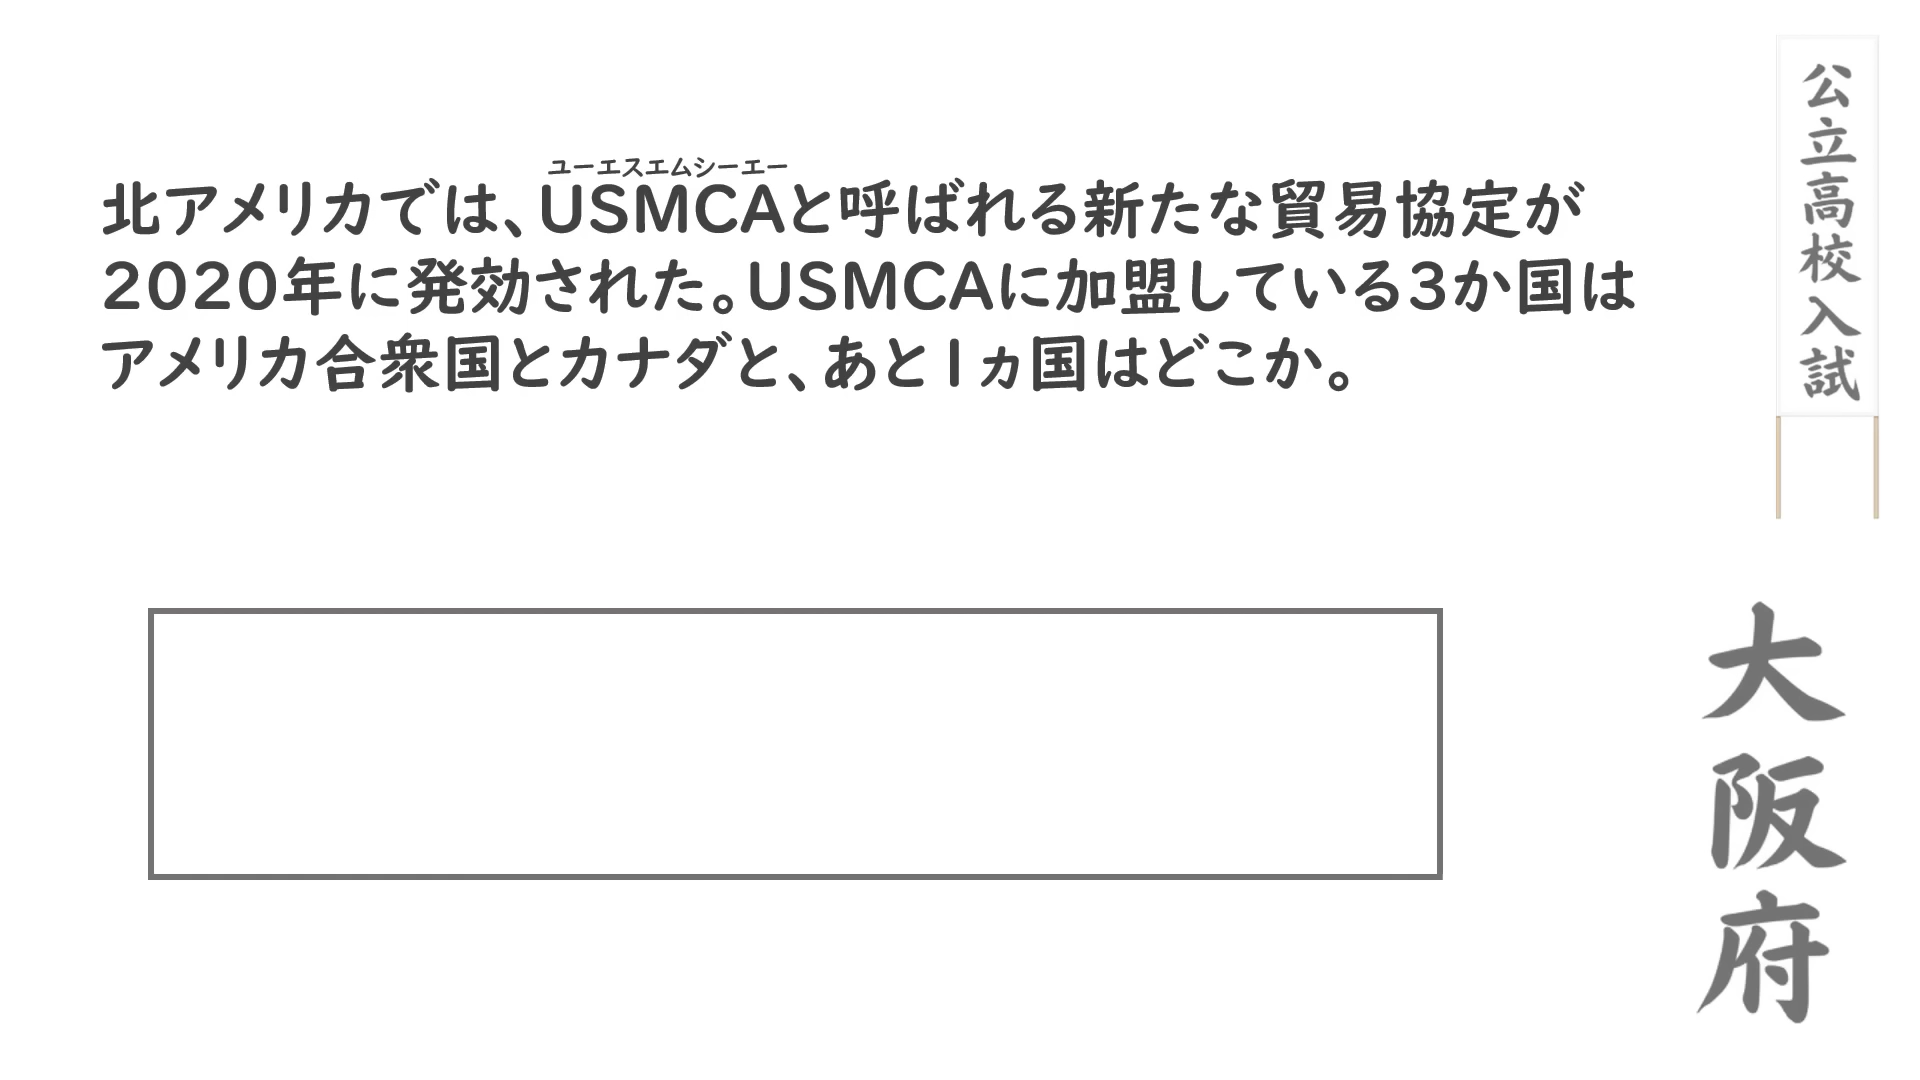 ユーエスエムシーエー
北アメリカでは、USMCAと呼ばれる新たな貿易協定が
2020年に発効された。USMCAに加盟している3か国は
アメリカ合衆国とカナダと、あと1ヵ国はどこか。
公立高校入試
大阪府